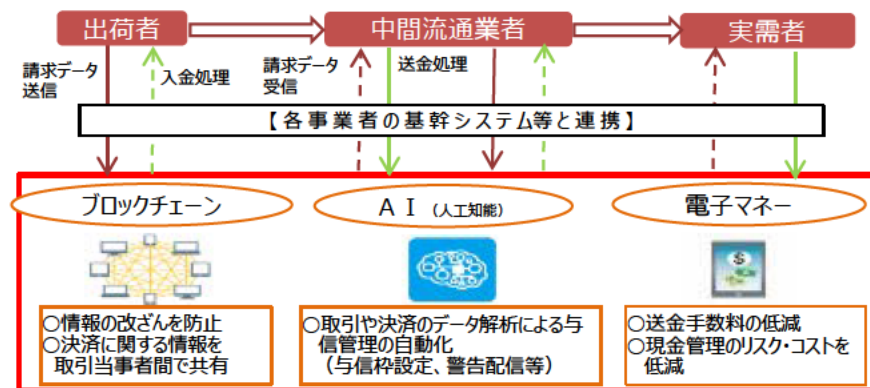 出荷者
中間流通業者
実需者
請求データ
送信
入金処理
請求データ
受信
送金処理
【各事業者の基幹システム等と連携】
ブロックチェーン
AI(人工知能)
電子マネー
$
○情報の改ざんを防止
○決済に関する情報を
取引当事者間で共有
○取引や決済のデータ解析による与
信管理の自動化
(与信枠設定、警告配信等)
○送金手数料の低減
○現金管理のリスク・コストを
低減